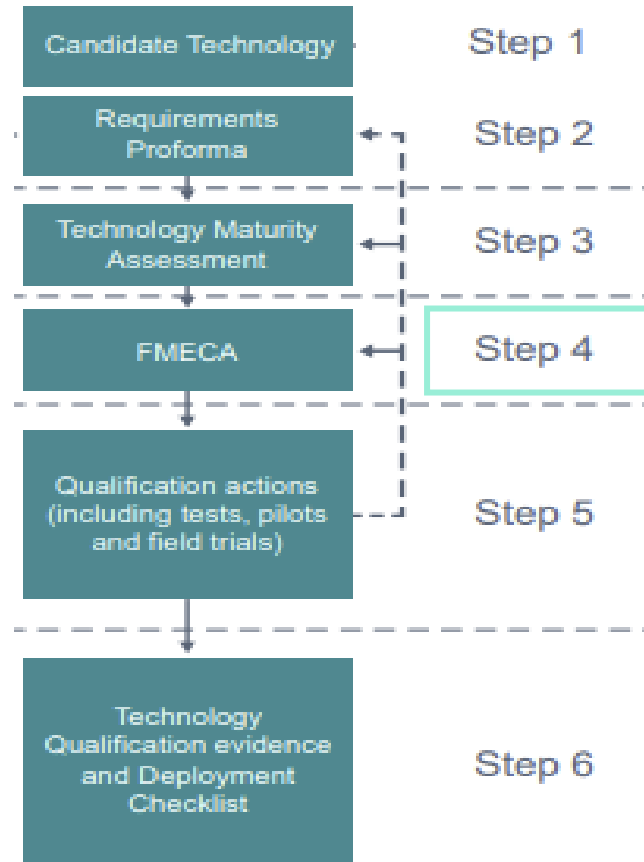 Candidate Technology
Step 1
Requirements
Proforma
Step 2
Technology Maturity
Assessment
Step 3
FMECA
Step 4
Qualification actions
(including tests, pilots
and field trials)
Step 5
Technology
Qualification evidence
and Deployment
Checklist
Step 6